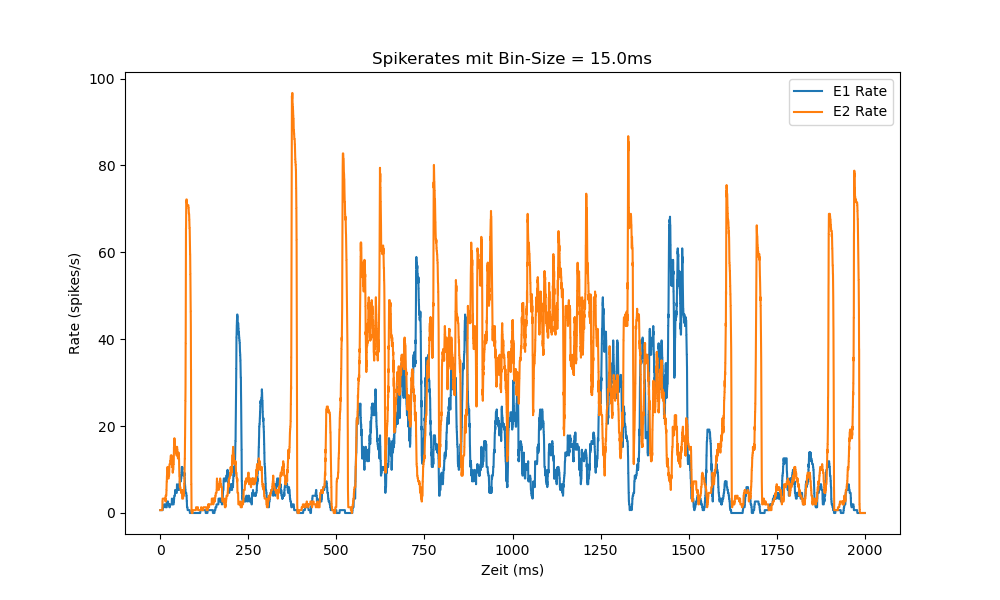 Spikerates mit Bin-Size = 15.0ms
E1 Rate
E2 Rate
100
80
60
40
20
0
Rate (spikes/s)
0 250 500 750 1000 1250 1500 1750 2000
Zeit (ms)